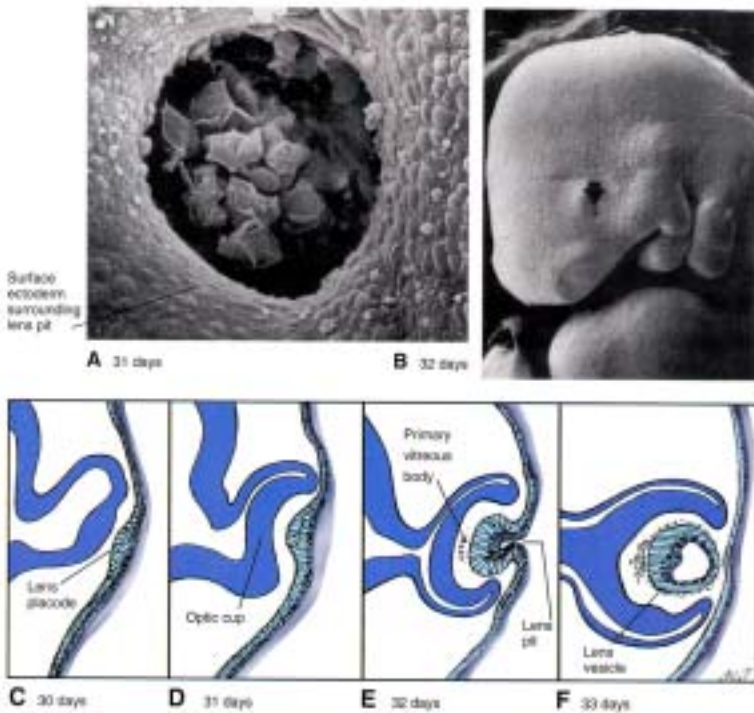 Surface
ectoderm
surrounding
lens pit
A 31 days
B 32 days
Primary
vitreous
body
Lens
placode
Optic cup
Lens
pit
Lens
vesicle
C 30 days
D 31 days
E 32 days
F 33 days